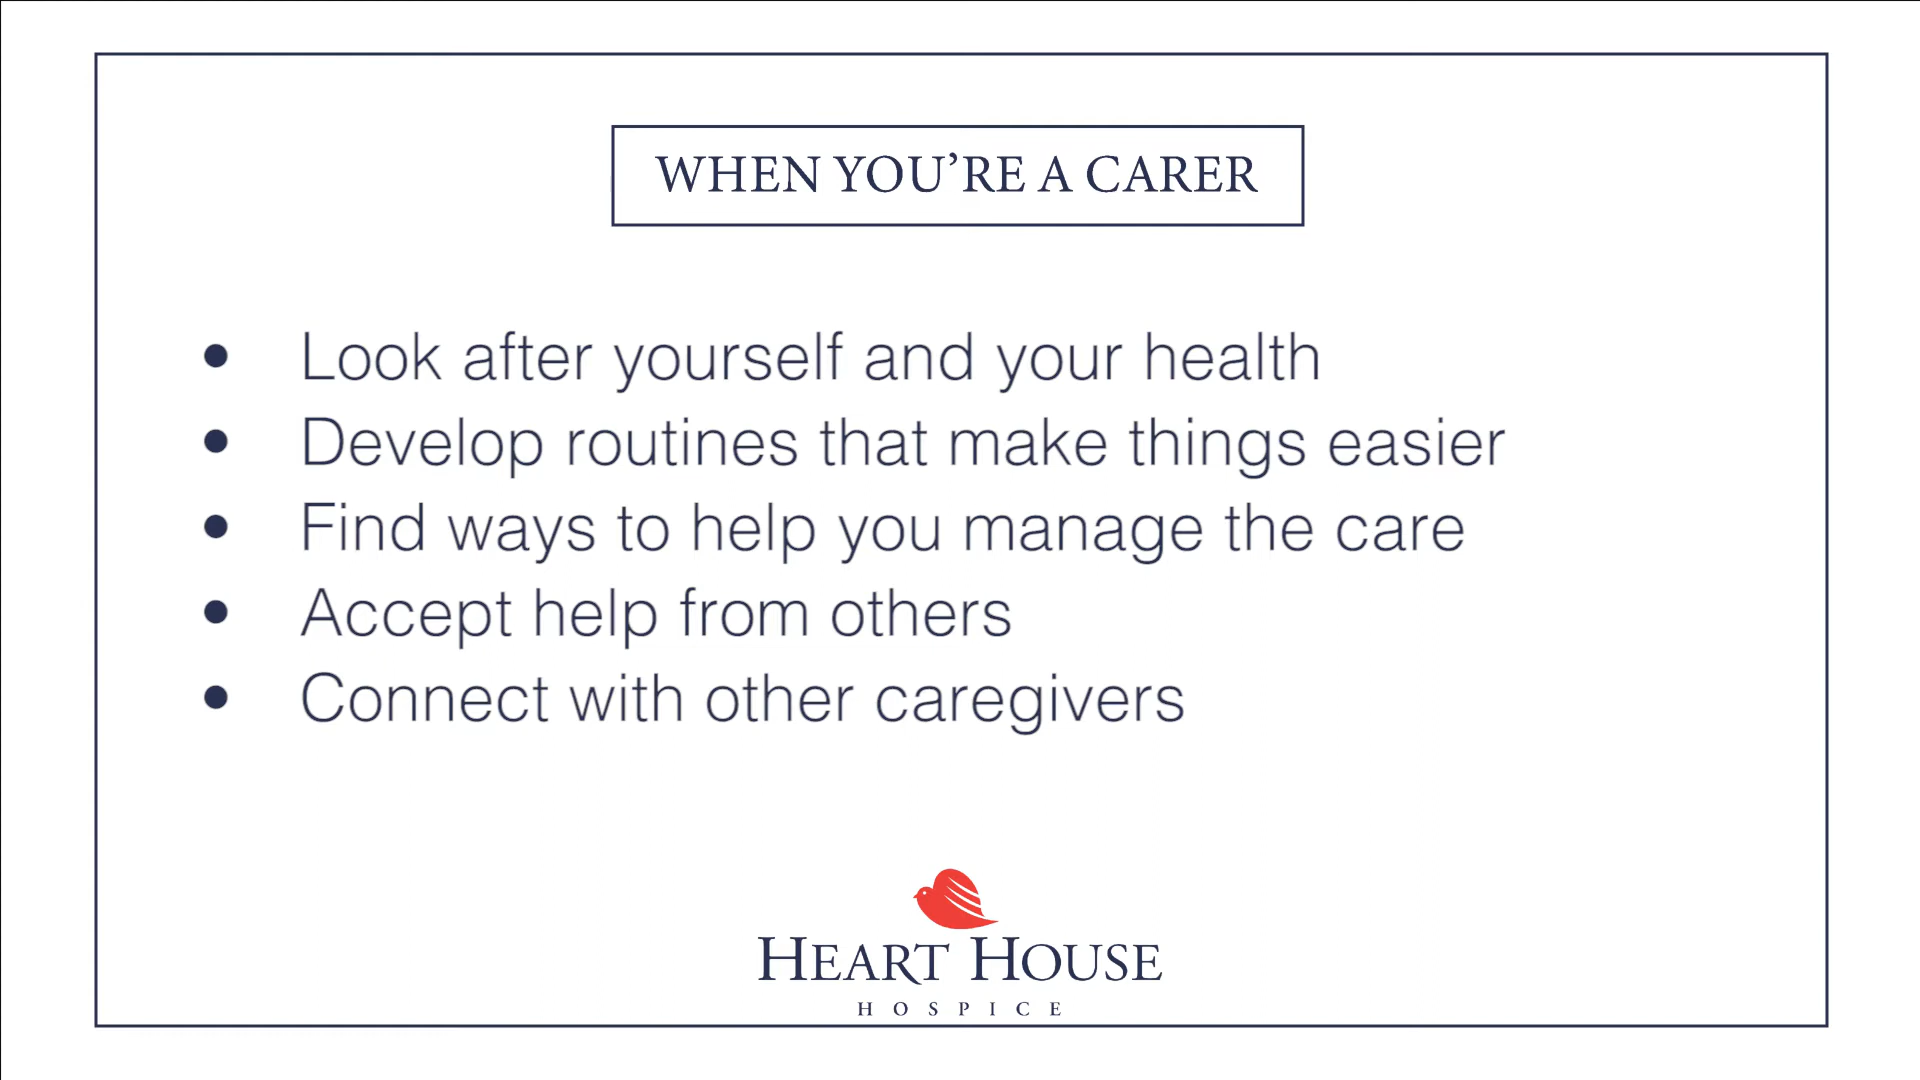 WHEN YOU’RE A CARER
• Look after yourself and your health
• Develop routines that make things easier
• Find ways to help you manage the care
• Accept help from others
• Connect with other caregivers
HEART HOUSE
HOSPICE